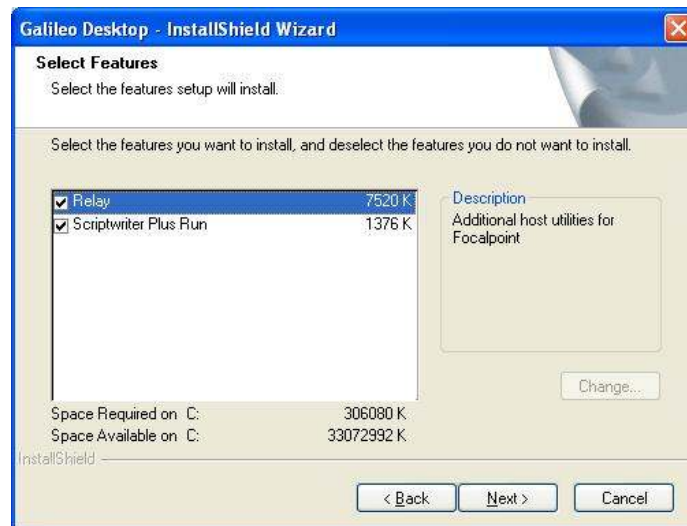 Galileo Desktop - InstallShield Wizard
Select Features
Select the features setup will install.
Select the features you want to install, and deselect the features you do not want to install.
Relay 7520 K
Scriptwriter Plus Run 1376 K
Description
Additional host utilities for
Focalpoint
Change...
Space Required on C: 306080 K
Space Available on C: 33072992 K
InstallShield
< Back Next > Cancel